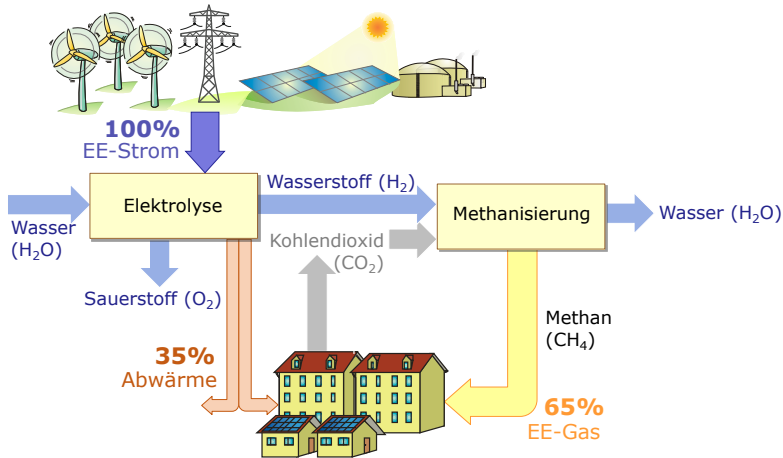 100%
EE-Strom
Wasser
(H₂O)
Elektrolyse
Wasserstoff (H₂)
Methanisierung
Wasser (H₂O)
Kohlendioxid
(CO₂)
Sauerstoff (O₂)
Methan
(CH₄)
35%
Abwärme
65%
EE-Gas